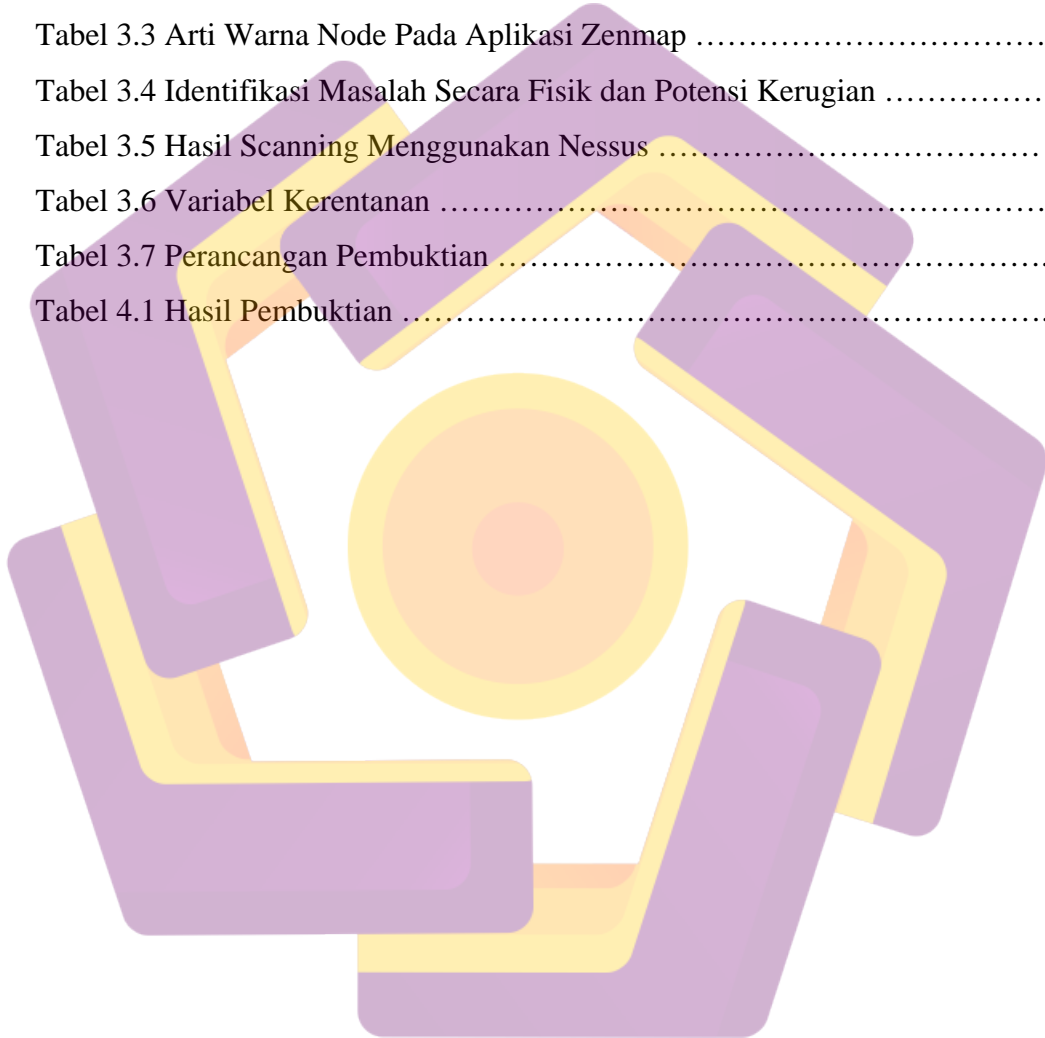 Tabel 3.3 Arti Warna Node Pada Aplikasi Zenmap ……………………………
Tabel 3.4 Identifikasi Masalah Secara Fisik dan Potensi Kerugian ……………
Tabel 3.5 Hasil Scanning Menggunakan Nessus ………………………………
Tabel 3.6 Variabel Kerentanan …………………………………………………
Tabel 3.7 Perancangan Pembuktian ……………………………………………
Tabel 4.1 Hasil Pembuktian ……………………………………………………